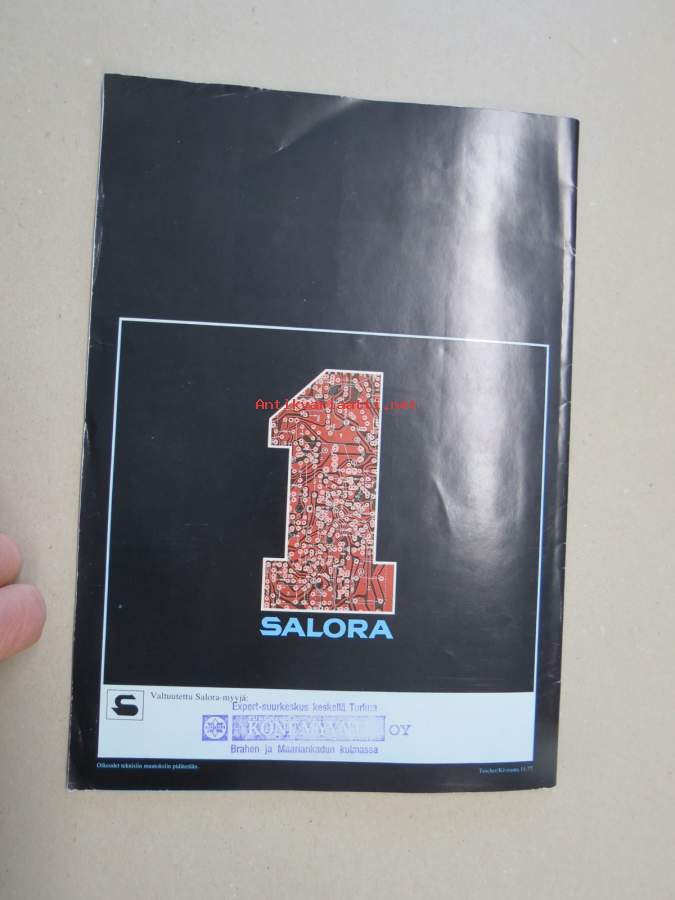 Antikvariaatti.net
1
SALORA
S
Valtuutettu Salora-myyjä:
Expert-suurkeskus keskellä Turkua
OY
Brahen ja Maariankadun kulmassa
Oikeudet teknisiin muutoksiin pidätetään.